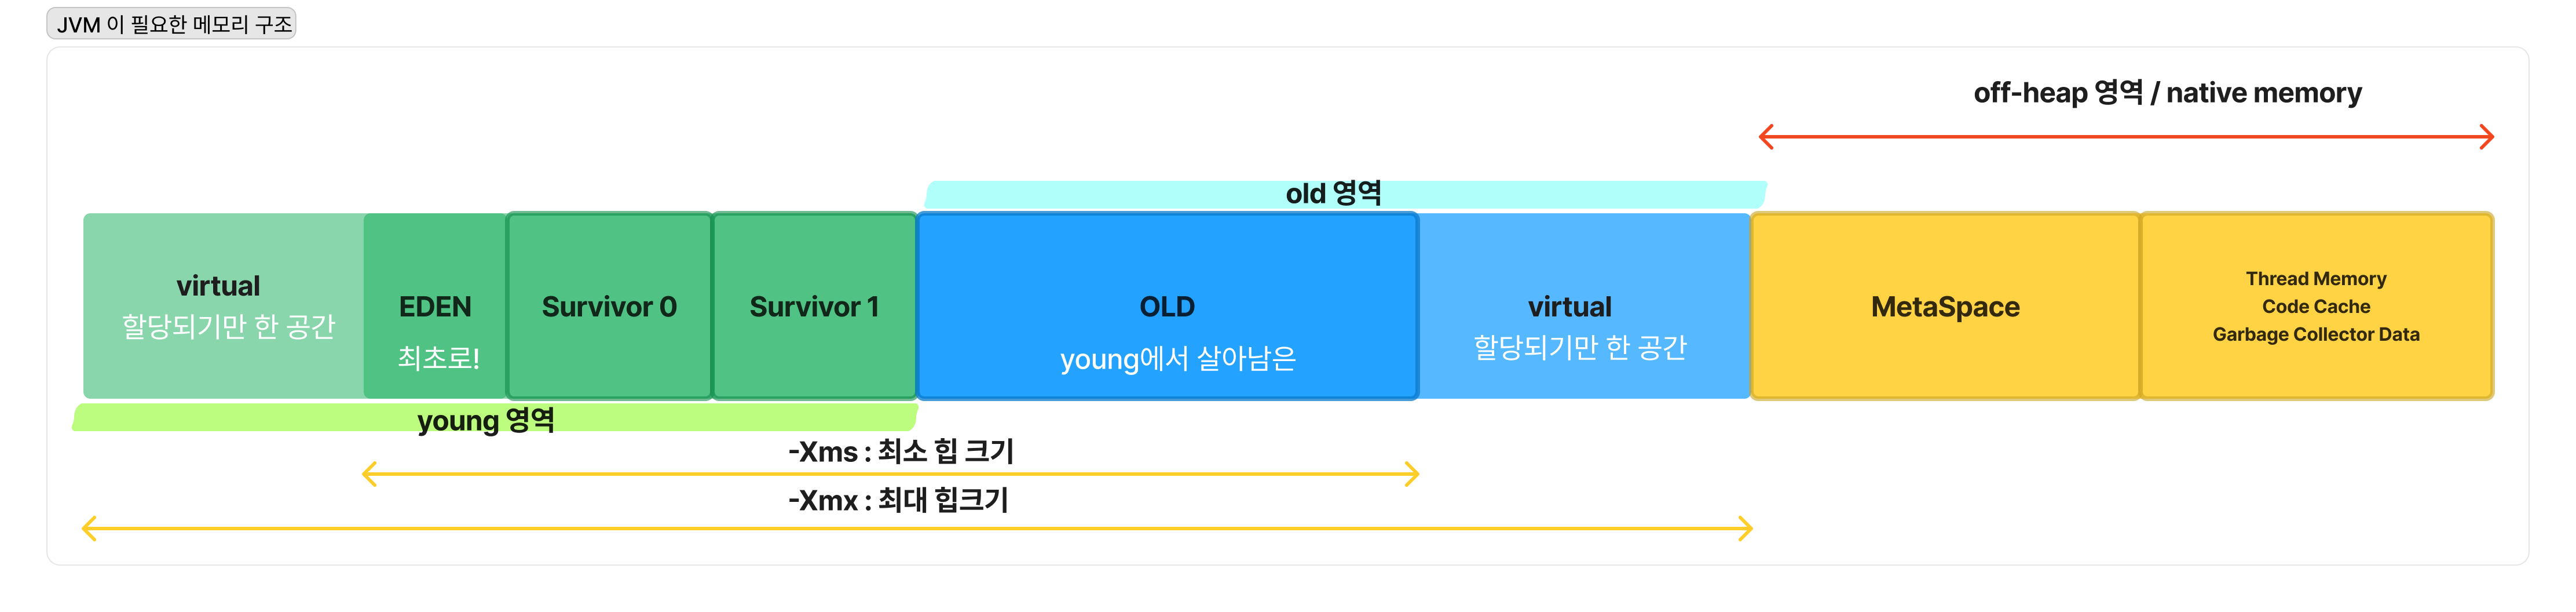 JVM 이 필요한 메모리 구조
off-heap 영역 / native memory
old 영역
virtual
할당되기만 한 공간
EDEN
최초로!
Survivor 0
Survivor 1
OLD
young에서 살아남은
virtual
할당되기만 한 공간
MetaSpace
Thread Memory
Code Cache
Garbage Collector Data
young 영역
-Xms : 최소 힙 크기
-Xmx : 최대 힙크기